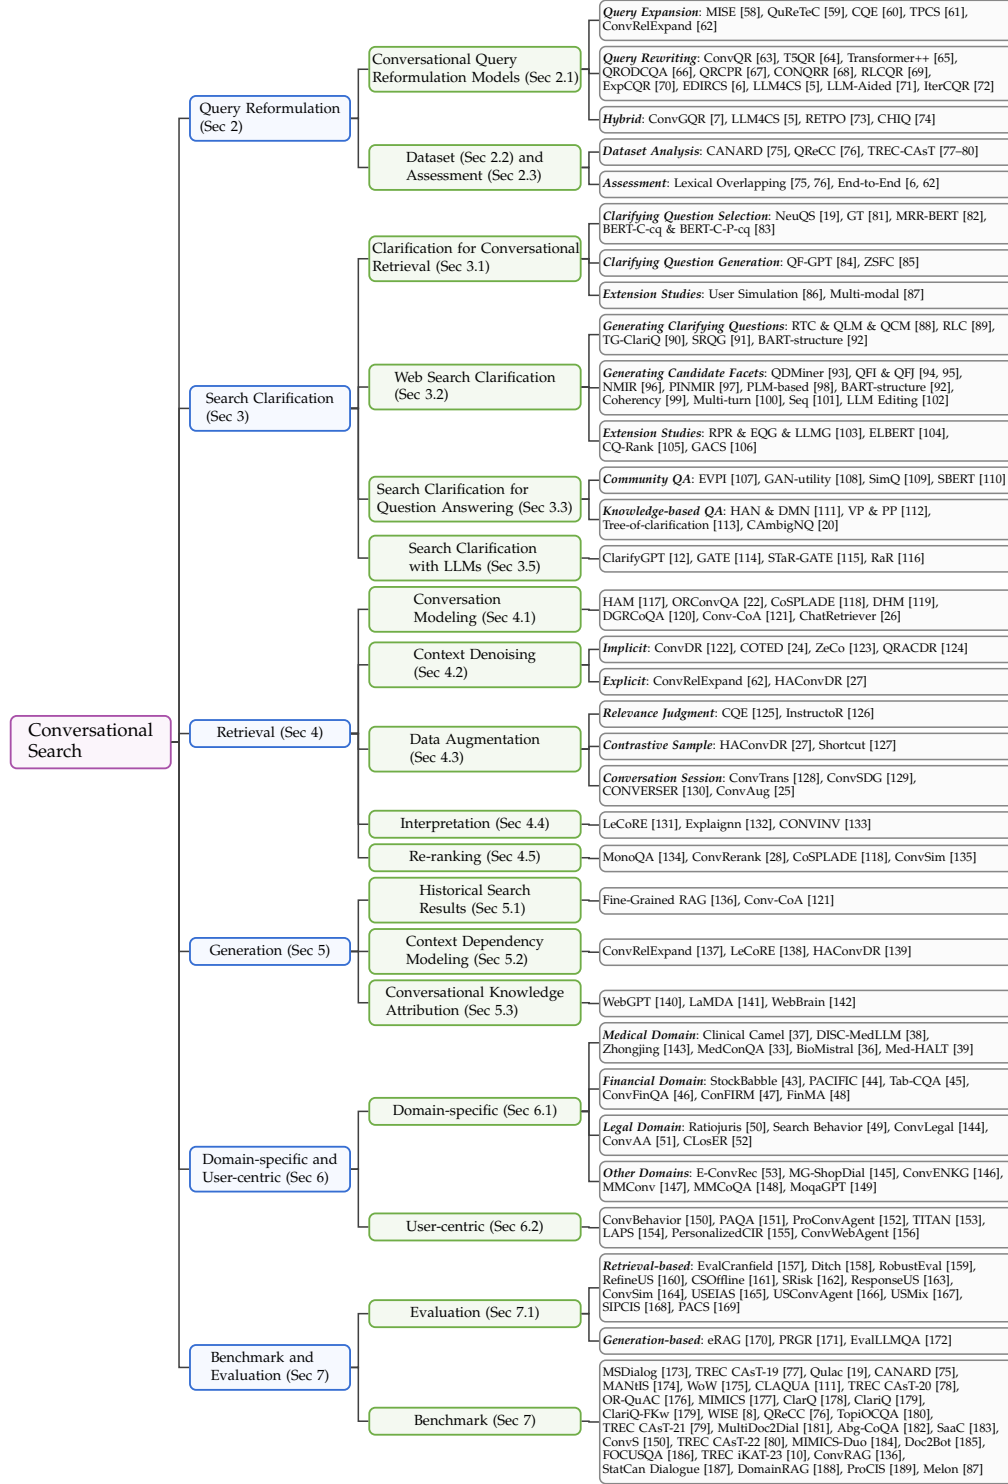 Conversational
Search
Query Reformulation
(Sec 2)
Conversational Query
Reformulation Models (Sec 2.1)
Query Expansion: MISE [58], QuReTeC [59], CQE [60], TPCS [61],
ConvRelExpand [62]
Query Rewriting: ConvQR [63], T5QR [64], Transformer++ [65],
QRODCQA [66], QRCPR [67], CONQRR [68], RLCQR [69],
ExpCQR [70], EDIRCS [6], LLM4CS [5], LLM-Aided [71], IterCQR [72]
Hybrid: ConvGQR [7], LLM4CS [5], RETPO [73], CHIQ [74]
Dataset (Sec 2.2) and
Assessment (Sec 2.3)
Dataset Analysis: CANARD [75], QReCC [76], TREC-CAsT [77–80]
Assessment: Lexical Overlapping [75, 76], End-to-End [6, 62]
Search Clarification
(Sec 3)
Clarification for Conversational
Retrieval (Sec 3.1)
Clarifying Question Selection: NeuQS [19], GT [81], MRR-BERT [82],
BERT-C-cq & BERT-C-P-cq [83]
Clarifying Question Generation: QF-GPT [84], ZSFC [85]
Extension Studies: User Simulation [86], Multi-modal [87]
Web Search Clarification
(Sec 3.2)
Generating Clarifying Questions: RTC & QLM & QCM [88], RLC [89],
TG-ClariQ [90], SRQG [91], BART-structure [92]
Generating Candidate Facets: QDMiner [93], QFI & QFJ [94, 95],
NMIR [96], PINMIR [97], PLM-based [98], BART-structure [92],
Coherency [99], Multi-turn [100], Seq [101], LLM Editing [102]
Extension Studies: RPR & EQG & LLMG [103], ELBERT [104],
CQ-Rank [105], GACS [106]
Search Clarification for
Question Answering (Sec 3.3)
Community QA: EVPI [107], GAN-utility [108], SimQ [109], SBERT [110]
Knowledge-based QA: HAN & DMN [111], VP & PP [112],
Tree-of-clarification [113], CAmbigNQ [20]
Search Clarification
with LLMs (Sec 3.5)
ClarifyGPT [12], GATE [114], STaR-GATE [115], RaR [116]
Retrieval (Sec 4)
Conversation
Modeling (Sec 4.1)
HAM [117], ORConvQA [22], CoSPLADE [118], DHM [119],
DGRCoQA [120], Conv-CoA [121], ChatRetriever [26]
Context Denoising
(Sec 4.2)
Implicit: ConvDR [122], COTED [24], ZeCo [123], QRACDR [124]
Explicit: ConvRelExpand [62], HAConvDR [27]
Data Augmentation
(Sec 4.3)
Relevance Judgment: CQE [125], InstructoR [126]
Contrastive Sample: HAConvDR [27], Shortcut [127]
Conversation Session: ConvTrans [128], ConvSDG [129],
CONVERSER [130], ConvAug [25]
Interpretation (Sec 4.4)
LeCoRE [131], Explaignn [132], CONVINV [133]
Re-ranking (Sec 4.5)
MonoQA [134], ConvRerank [28], CoSPLADE [118], ConvSim [135]
Generation (Sec 5)
Historical Search
Results (Sec 5.1)
Fine-Grained RAG [136], Conv-CoA [121]
Context Dependency
Modeling (Sec 5.2)
ConvRelExpand [137], LeCoRE [138], HAConvDR [139]
Conversational Knowledge
Attribution (Sec 5.3)
WebGPT [140], LaMDA [141], WebBrain [142]
Domain-specific and
User-centric (Sec 6)
Domain-specific (Sec 6.1)
Medical Domain: Clinical Camel [37], DISC-MedLLM [38],
Zhongjing [143], MedConQA [33], BioMistral [36], Med-HALT [39]
Financial Domain: StockBabble [43], PACIFIC [44], Tab-CQA [45],
ConvFinQA [46], ConFIRM [47], FinMA [48]
Legal Domain: Ratiojuris [50], Search Behavior [49], ConvLegal [144],
ConvAA [51], CLosER [52]
Other Domains: E-ConvRec [53], MG-ShopDial [145], ConvENKG [146],
MMConv [147], MMCoQA [148], MoqaGPT [149]
User-centric (Sec 6.2)
ConvBehavior [150], PAQA [151], ProConvAgent [152], TITAN [153],
LAPS [154], PersonalizedCIR [155], ConvWebAgent [156]
Benchmark and
Evaluation (Sec 7)
Evaluation (Sec 7.1)
Retrieval-based: EvalCranfield [157], Ditch [158], RobustEval [159],
RefineUS [160], CSOffline [161], SRisk [162], ResponseUS [163],
ConvSim [164], USEIAS [165], USConvAgent [166], USMix [167],
SIPCIS [168], PACS [169]
Generation-based: eRAG [170], PRGR [171], EvalLLMQA [172]
Benchmark (Sec 7)
MSDialog [173], TREC CAsT-19 [77], Qulac [19], CANARD [75],
MANtIS [174], WoW [175], CLAQUA [111], TREC CAsT-20 [78],
OR-QuAC [176], MIMICS [177], ClarQ [178], ClariQ [179],
ClariQ-FKw [179], WISE [8], QReCC [76], TopiOCQA [180],
TREC CAsT-21 [79], MultiDoc2Dial [181], Abg-CoQA [182], SaaC [183],
ConvS [150], TREC CAsT-22 [80], MIMICS-Duo [184], Doc2Bot [185],
FOCUSQA [186], TREC iKAT-23 [10], ConvRAG [136],
StatCan Dialogue [187], DomainRAG [188], ProCIS [189], Melon [87]